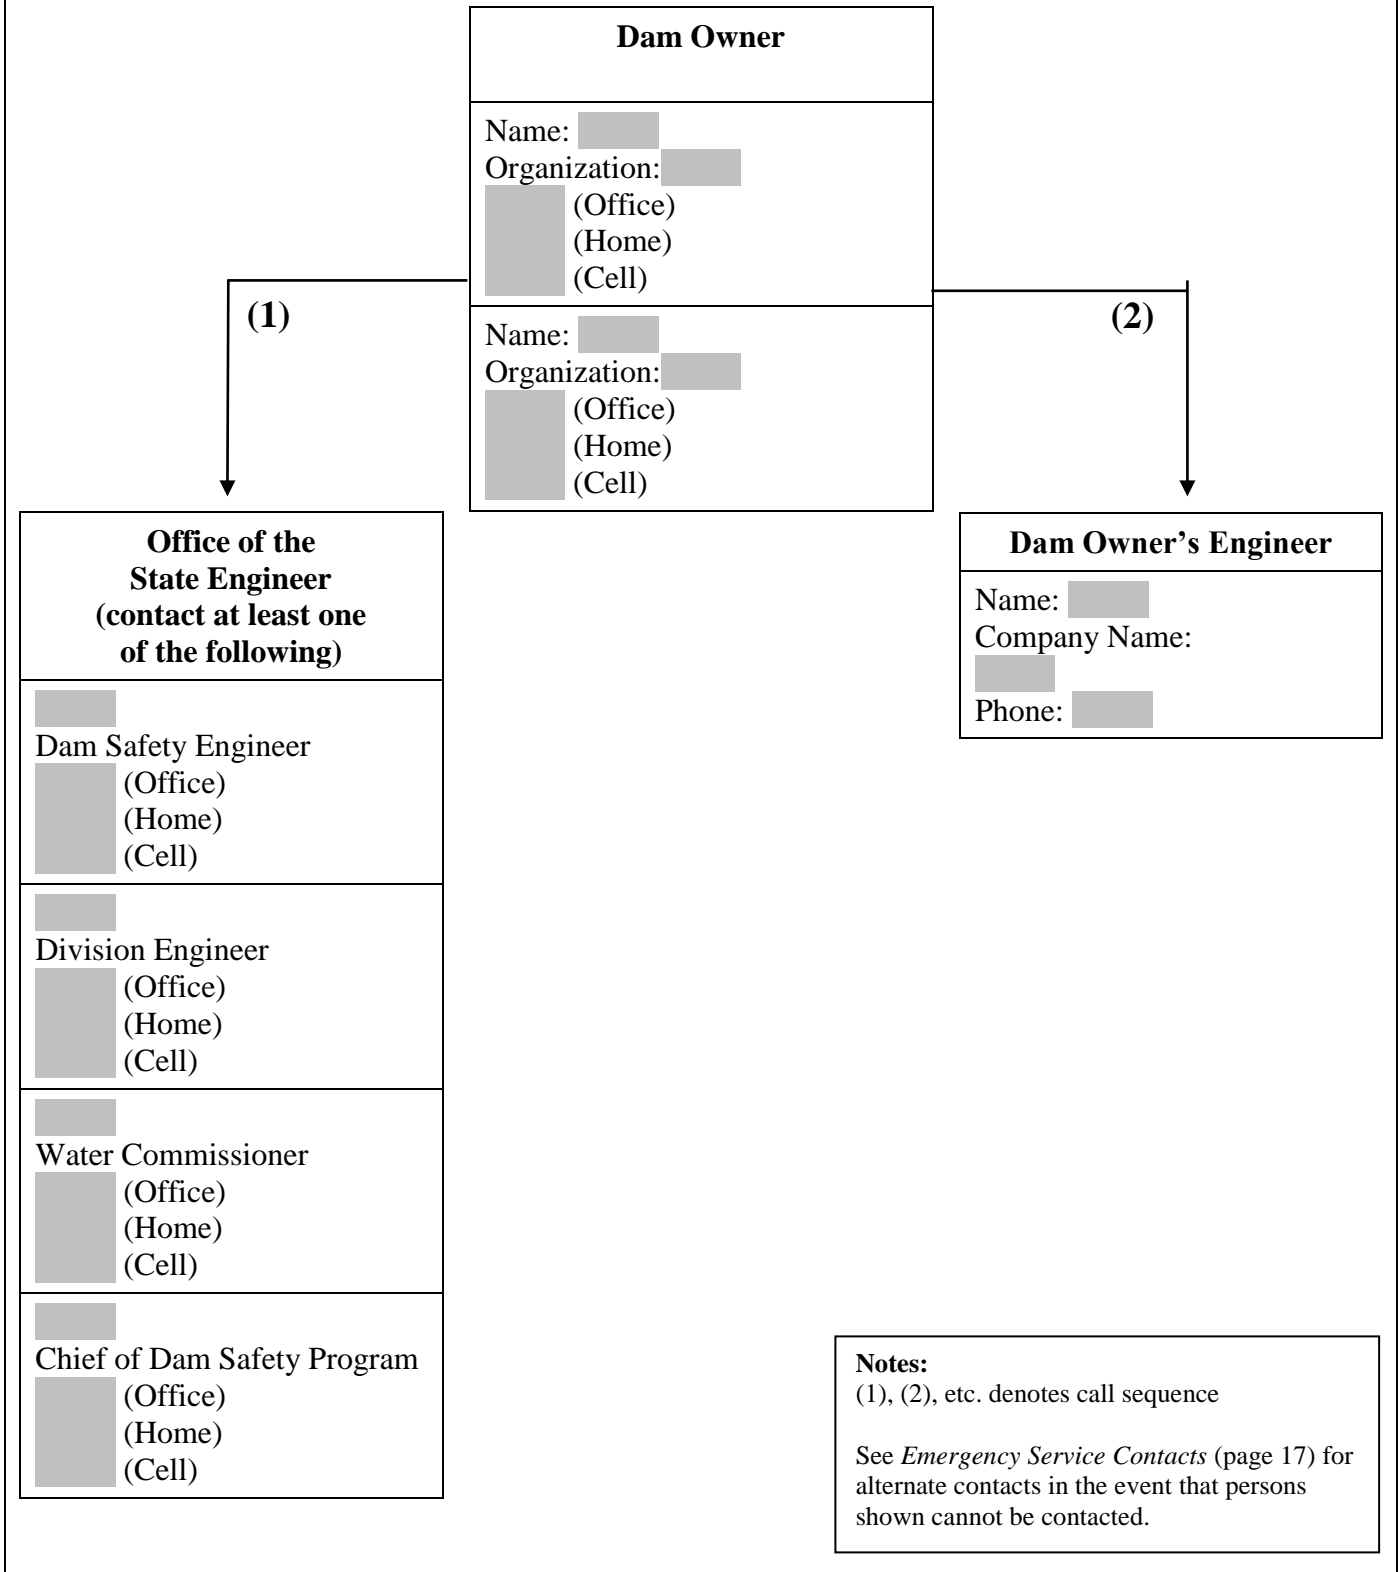 Dam Owner
Name:
Organization:
(Office)
(Home)
(Cell)
Name:
Organization:
(Office)
(Home)
(Cell)
(1)
(2)
Office of the
State Engineer
(contact at least one
of the following)
Dam Safety Engineer
(Office)
(Home)
(Cell)
Division Engineer
(Office)
(Home)
(Cell)
Water Commissioner
(Office)
(Home)
(Cell)
Chief of Dam Safety Program
(Office)
(Home)
(Cell)
Dam Owner’s Engineer
Name:
Company Name:
Phone:
Notes:
(1), (2), etc. denotes call sequence
See Emergency Service Contacts (page 17) for
alternate contacts in the event that persons
shown cannot be contacted.